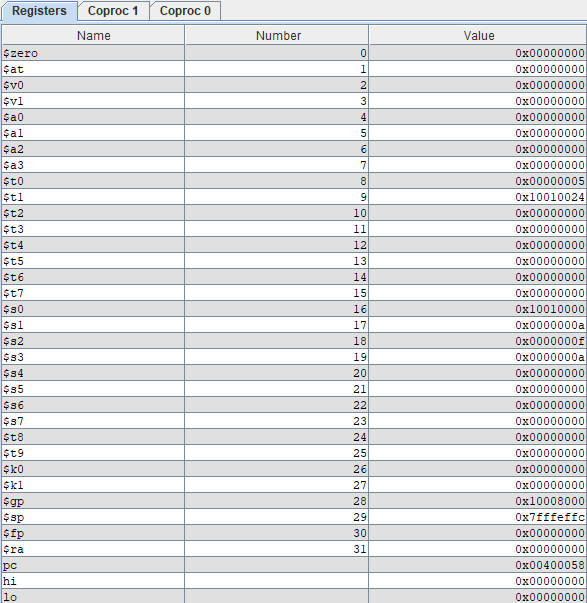 Registers Coproc 1 Coproc 0
Name Number Value
$zero 0 0x00000000
$at 1 0x00000000
$v0 2 0x00000000
$v1 3 0x00000000
$a0 4 0x00000000
$a1 5 0x00000000
$a2 6 0x00000000
$a3 7 0x00000000
$t0 8 0x00000005
$t1 9 0x10010024
$t2 10 0x00000000
$t3 11 0x00000000
$t4 12 0x00000000
$t5 13 0x00000000
$t6 14 0x00000000
$t7 15 0x00000000
$s0 16 0x10010000
$s1 17 0x0000000a
$s2 18 0x0000000f
$s3 19 0x0000000a
$s4 20 0x00000000
$s5 21 0x00000000
$s6 22 0x00000000
$s7 23 0x00000000
$t8 24 0x00000000
$t9 25 0x00000000
$k0 26 0x00000000
$k1 27 0x00000000
$gp 28 0x10008000
$sp 29 0x7fffeffc
$fp 30 0x00000000
$ra 31 0x00000000
pc 0x00400058
hi 0x00000000
lo 0x00000000